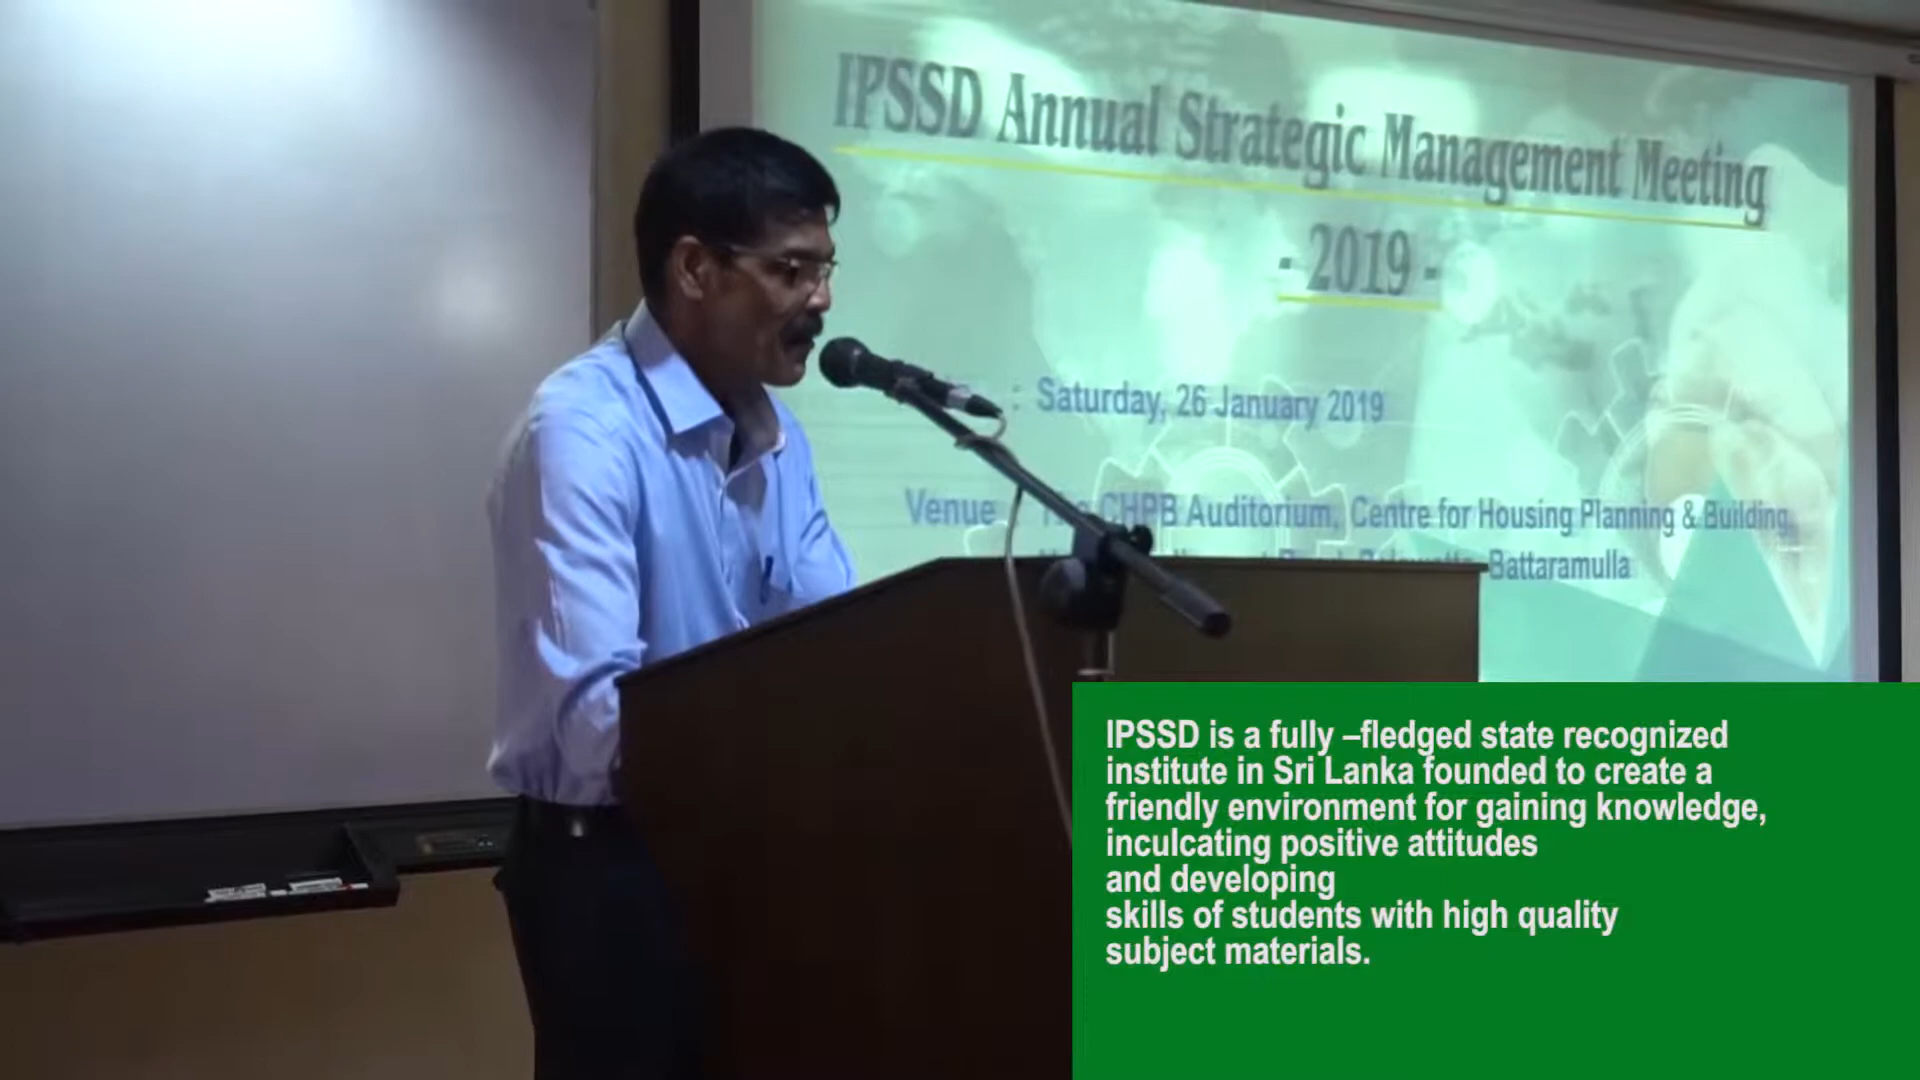 IPSSD Annual Strategic Management Meeting
- 2019 -
: Saturday, 26 January 2019
Venue : CHPB Auditorium, Centre for Housing Planning & Building,
Battaramulla
IPSSD is a fully –fledged state recognized
institute in Sri Lanka founded to create a
friendly environment for gaining knowledge,
inculcating positive attitudes
and developing
skills of students with high quality
subject materials.